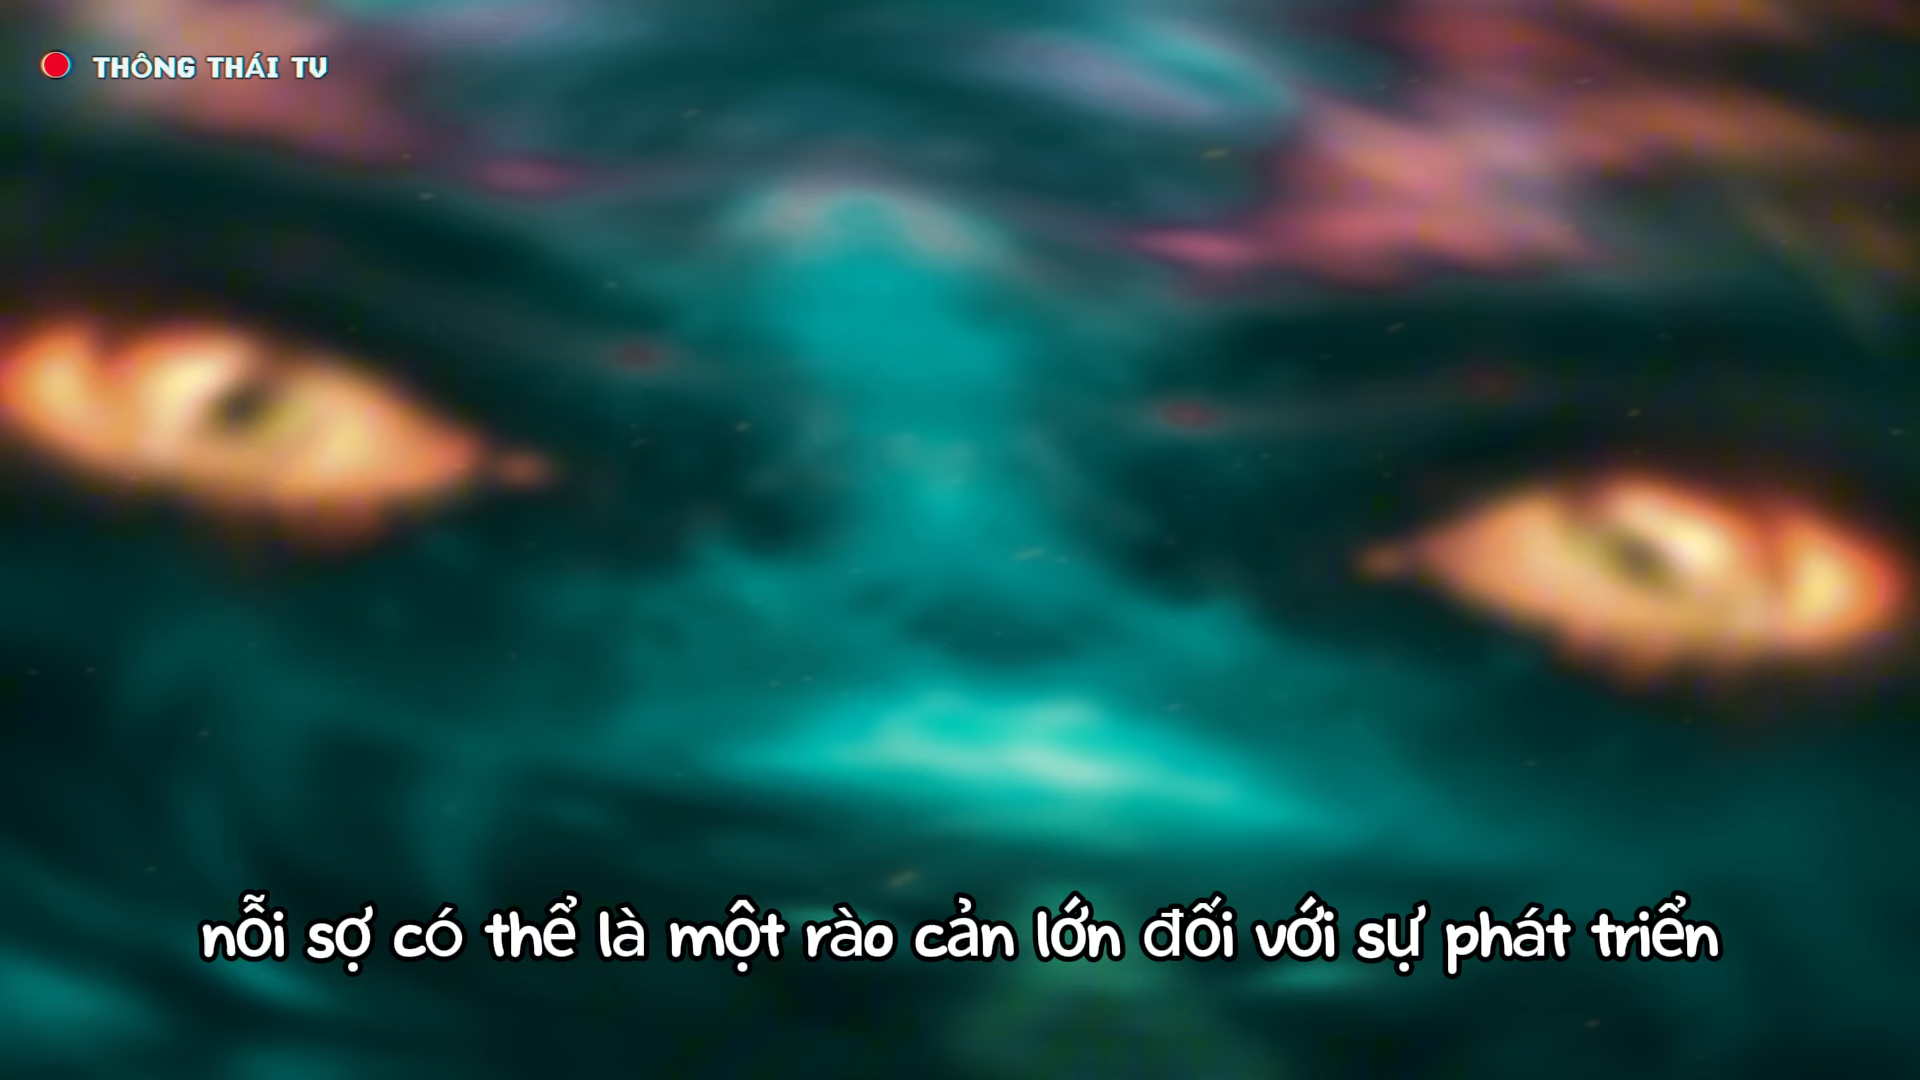 THÔNG THÁI TV
nỗi sợ có thể là một rào cản lớn đối với sự phát triển